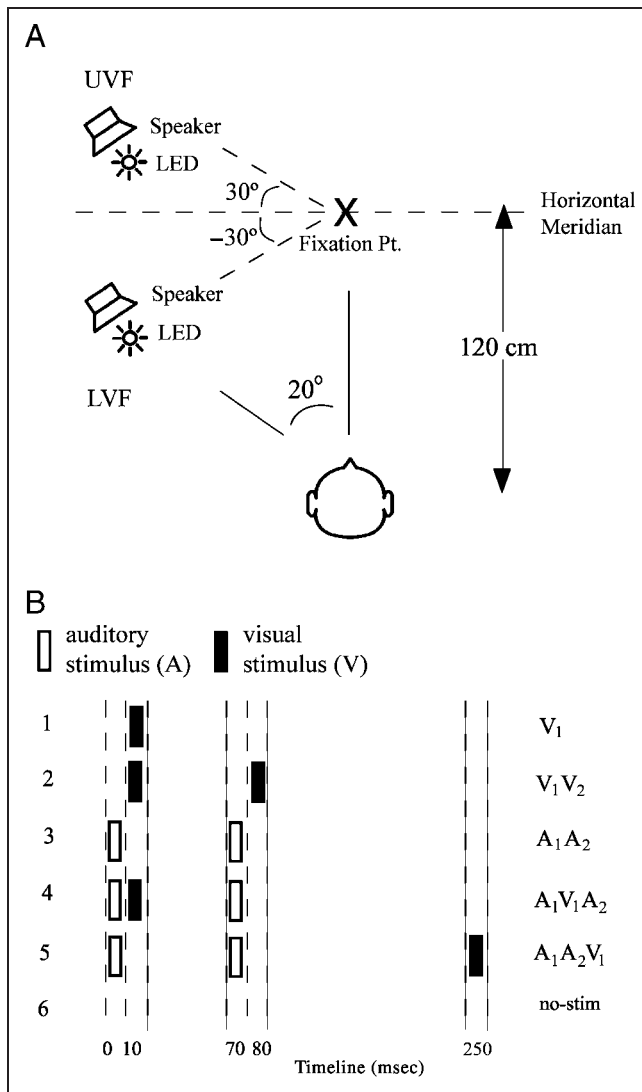 A
UVF
Speaker
LED
30°
–30°
X
Fixation Pt.
Horizontal
Meridian
Speaker
LED
LVF
20°
120 cm
B
auditory
stimulus (A)
visual
stimulus (V)
1 V₁
2 V₁V₂
3 A₁A₂
4 A₁V₁A₂
5 A₁A₂V₁
6 no-stim
0 10 70 80 250
Timeline (msec)